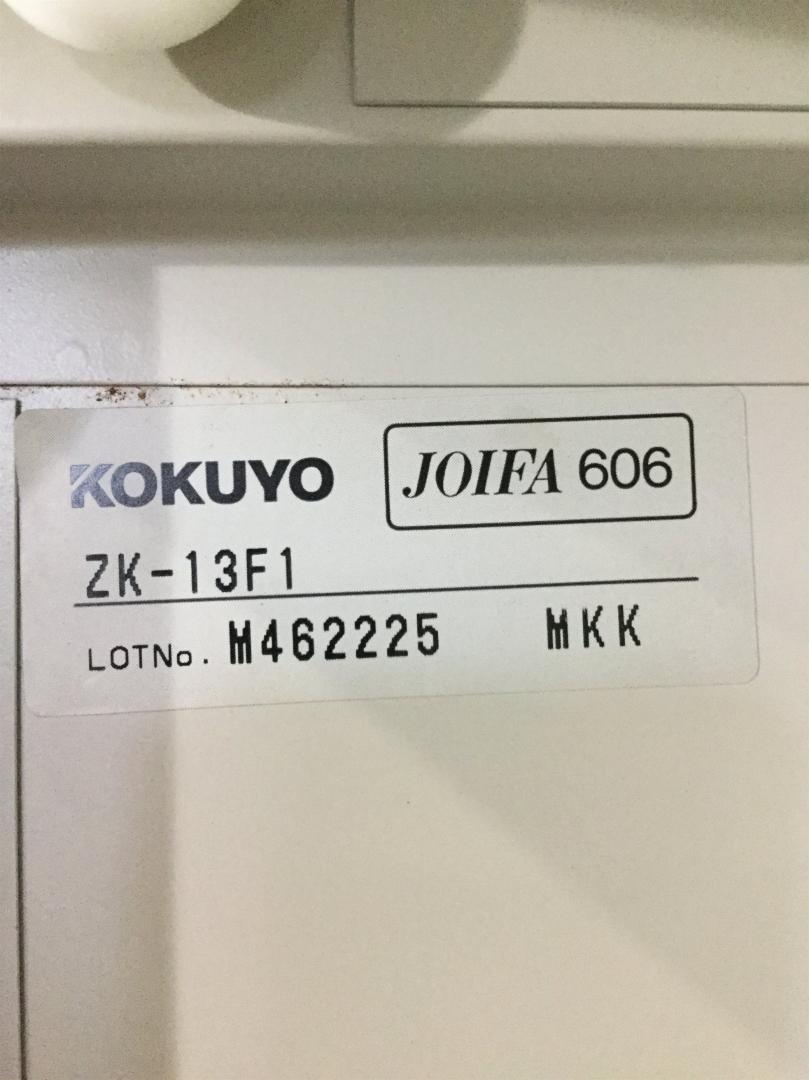 KOKUYO JOIFA 606
ZK-13F1
LOTNo. M462225 MKK